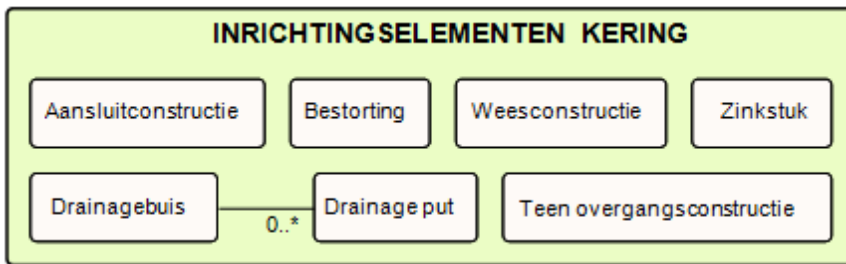 INRICHTINGSELEMENTEN KERING
Aansluitconstructie
Bestorting
Weesconstructie
Zinkstuk
Drainagebuis
0..*
Drainage put
Teen overgangsconstructie